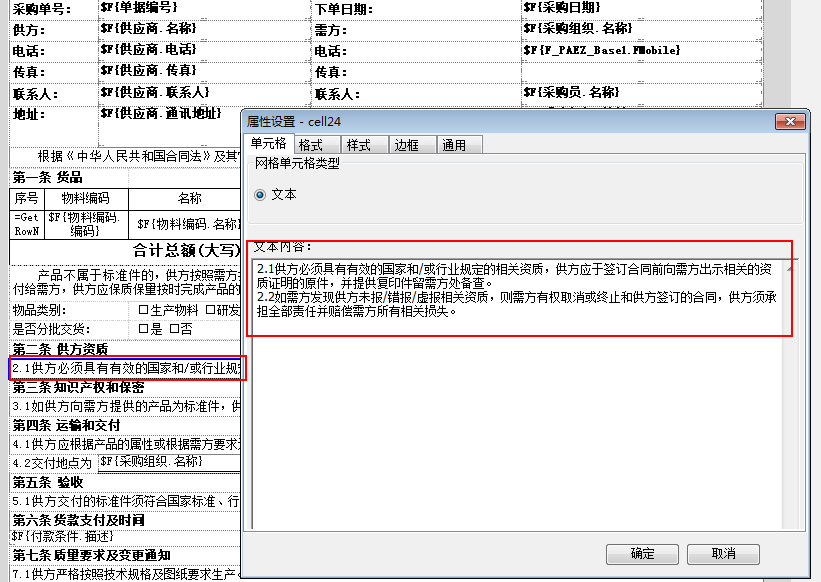 采购单号: $F{单据编号} 下单日期: $F{采购日期}
供方: $F{供应商.名称} 需方: $F{采购组织.名称}
电话: $F{供应商.电话} 电话: $F{F_PAEZ_Base1.FMobile}
传真: $F{供应商.传真} 传真:
联系人: $F{供应商.联系人} 联系人: $F{采购员.名称}
地址: $F{供应商.通讯地址}
根据《中华人民共和国合同法》及其
第一条 货品
序号 物料编码 名称
=Get
RowN
$F{物料编码.
编码}
$F{物料编码.名称}
合计总额(大写)
产品不属于标准件的，供方按照需方
付给需方，供方应保质保量按时完成产品的
物品类别: 口生产物料 口研发
是否分批交货: 口是 口否
第二条 供方资质
2.1供方必须具有有效的国家和/或行业规
第三条 知识产权和保密
3.1如供方向需方提供的产品为标准件，供
第四条 运输和交付
4.1供方应根据产品的属性或根据需方要求
4.2交付地点为 $F{采购组织.名称}
第五条 验收
5.1供方交付的标准件须符合国家标准、行
第六条 货款支付及时间
$F{付款条件.描述}
第七条 质量要求及变更通知
7.1供方严格按照技术规格及图纸要求生产
属性设置 - cell24
单元格 格式 样式 边框 通用
网格单元格类型
文本
文本内容:
2.1供方必须具有有效的国家和/或行业规定的相关资质，供方应于签订合同前向需方出示相关的资
质证明的原件，并提供复印件留需方处备查。
2.2如需方发现供方未报/错报/虚报相关资质，则需方有权取消或终止和供方签订的合同，供方须承
担全部责任并赔偿需方所有相关损失。
确定 取消